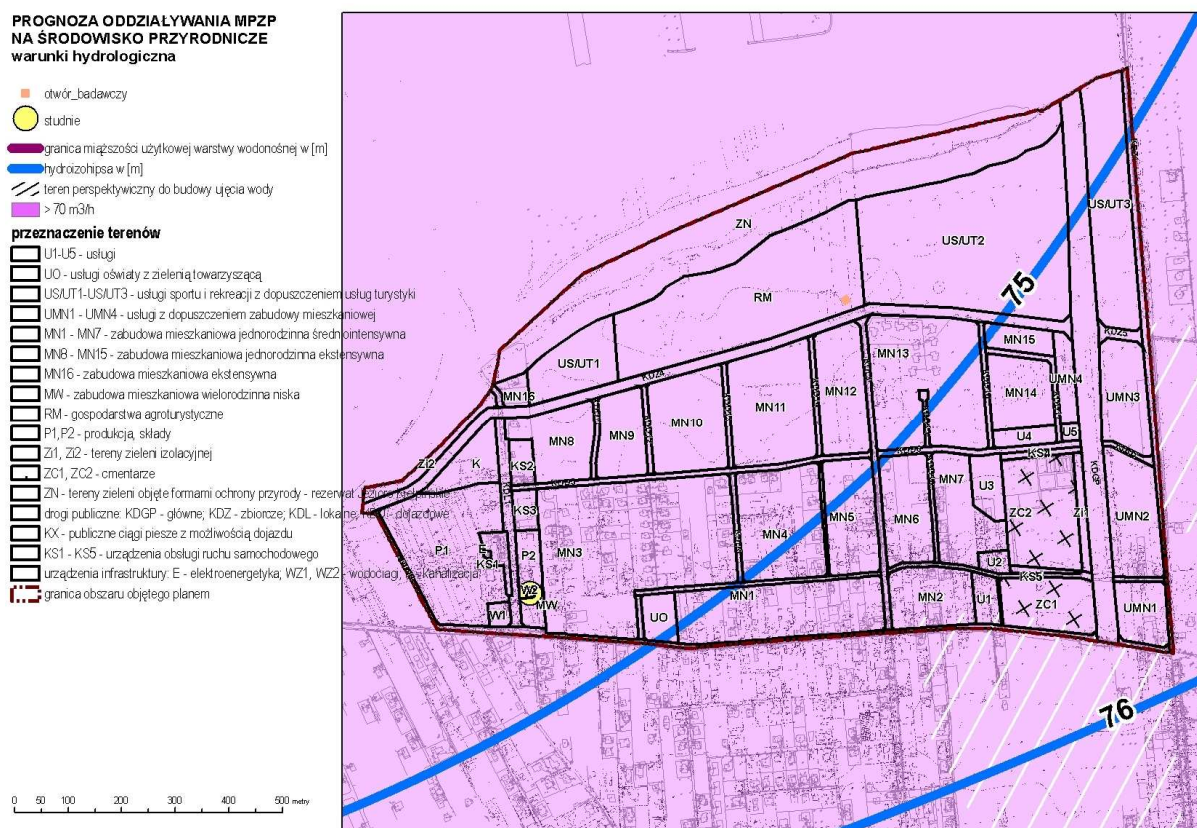 PROGNOZA ODDZIAŁYWANIA MPZP
NA ŚRODOWISKO PRZYRODNICZE
warunki hydrologiczna
otwór_badawczy
studnie
granica miąższości użytkowej warstwy wodonośnej w [m]
hydroizohipsa w [m]
teren perspektywiczny do budowy ujęcia wody
> 70 m3/h
przeznaczenie terenów
U1-U5 - usługi
UO - usługi oświaty z zielenią towarzyszącą
US/UT1-US/UT3 - usługi sportu i rekreacji z dopuszczeniem usług turystyki
UMN1 - UMN4 - usługi z dopuszczeniem zabudowy mieszkaniowej
MN1 - MN7 - zabudowa mieszkaniowa jednorodzinna średniointensywna
MN8 - MN15 - zabudowa mieszkaniowa jednorodzinna ekstensywna
MN16 - zabudowa mieszkaniowa ekstensywna
MW - zabudowa mieszkaniowa wielorodzinna niska
RM - gospodarstwa agroturystyczne
P1,P2 - produkcja, składy
Zi1, Zi2 - tereny zieleni izolacyjnej
ZC1, ZC2 - cmentarze
ZN - tereny zieleni objęte formami ochrony przyrody - rezerwat
drogi publiczne: KDGP - główne; KDZ - zbiorcze; KDL - lokalne; dojazdowe
KX - publiczne ciągi piesze z możliwością dojazdu
KS1 - KS5 - urządzenia obsługi ruchu samochodowego
urządzenia infrastruktury: E - elektroenergetyka; WZ1, WZ2 - wodociąg, kanalizacja
granica obszaru objętego planem
0 50 100 200 300 400 500 metry
ZN
US/UT3
US/UT2
75
RM
MN15
MN13
US/UT1
KDZ4
MN16
MN12
MN14
UMN4
UMN3
MN11
MN10
MN9
MN8
U4
U5
Zi2
K
KS2
KS4
MN7
U3
KDGP
KS3
ZC2
Zi1
UMN2
P1
E
KS4
P2
MN3
MN4
MN5
MN6
U2
KS5
MW
MN1
MN2
U1
ZC1
UMN1
UO
76